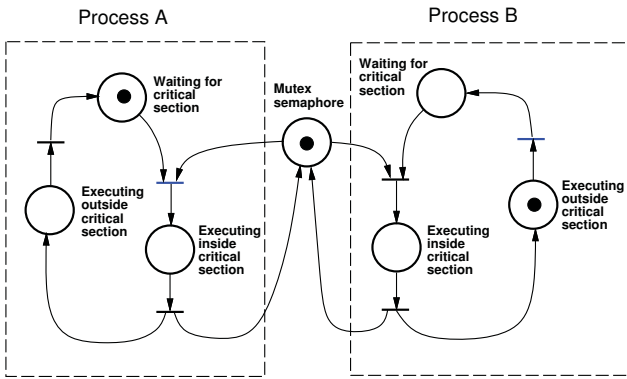 Process A
Process B
Waiting for
critical
section
Mutex
semaphore
Waiting for
critical
section
Executing
outside
critical
section
Executing
inside
critical
section
Executing
inside
critical
section
Executing
outside
critical
section